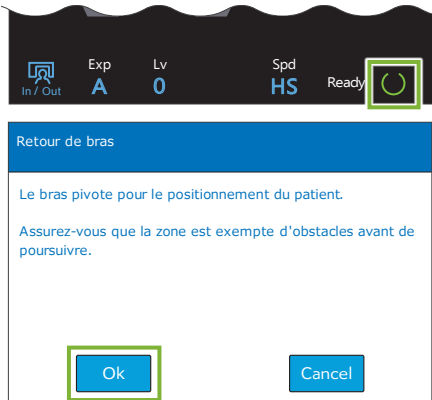 Exp Lv Spd
In / Out A 0 HS Ready
Retour de bras
Le bras pivote pour le positionnement du patient.
Assurez-vous que la zone est exempte d'obstacles avant de
poursuivre.
Ok Cancel